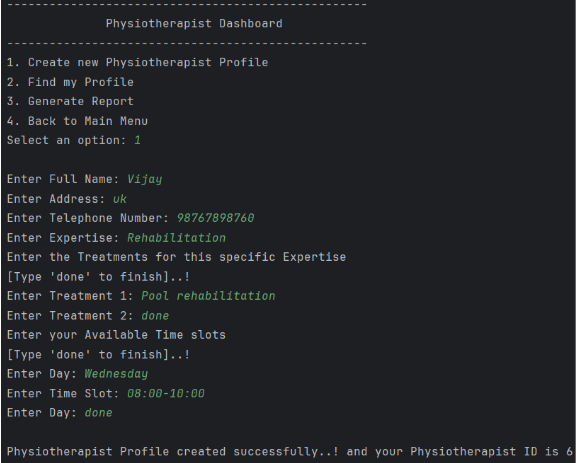 ---------------------------------------------------
Physiotherapist Dashboard
---------------------------------------------------
1. Create new Physiotherapist Profile
2. Find my Profile
3. Generate Report
4. Back to Main Menu
Select an option: 1
Enter Full Name: Vijay
Enter Address: uk
Enter Telephone Number: 98767898760
Enter Expertise: Rehabilitation
Enter the Treatments for this specific Expertise
[Type 'done' to finish]..!
Enter Treatment 1: Pool rehabilitation
Enter Treatment 2: done
Enter your Available Time slots
[Type 'done' to finish]..!
Enter Day: Wednesday
Enter Time Slot: 08:00-10:00
Enter Day: done
Physiotherapist Profile created successfully..! and your Physiotherapist ID is 6